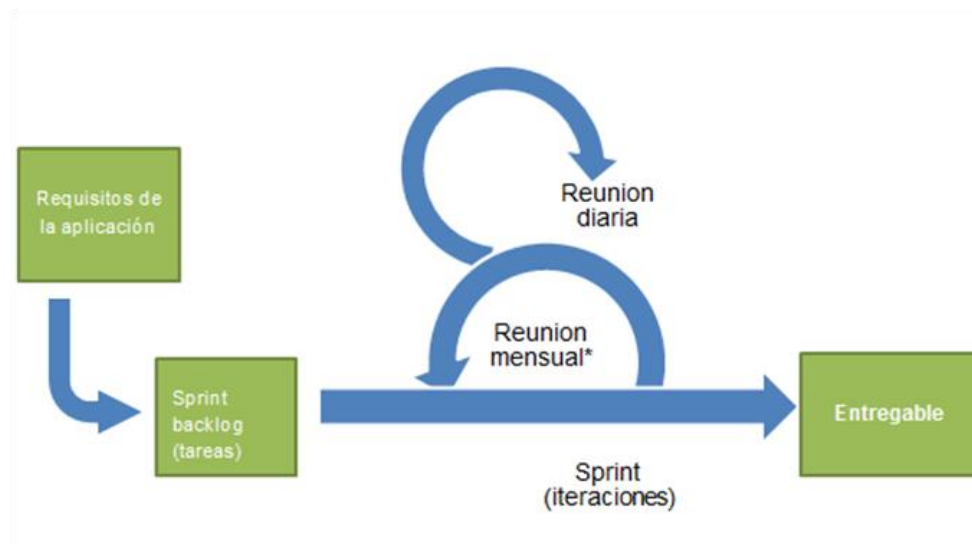 Requisitos de
la aplicación
Reunion
diaria
Reunion
mensual*
Sprint
backlog
(tareas)
Sprint
(iteraciones)
Entregable